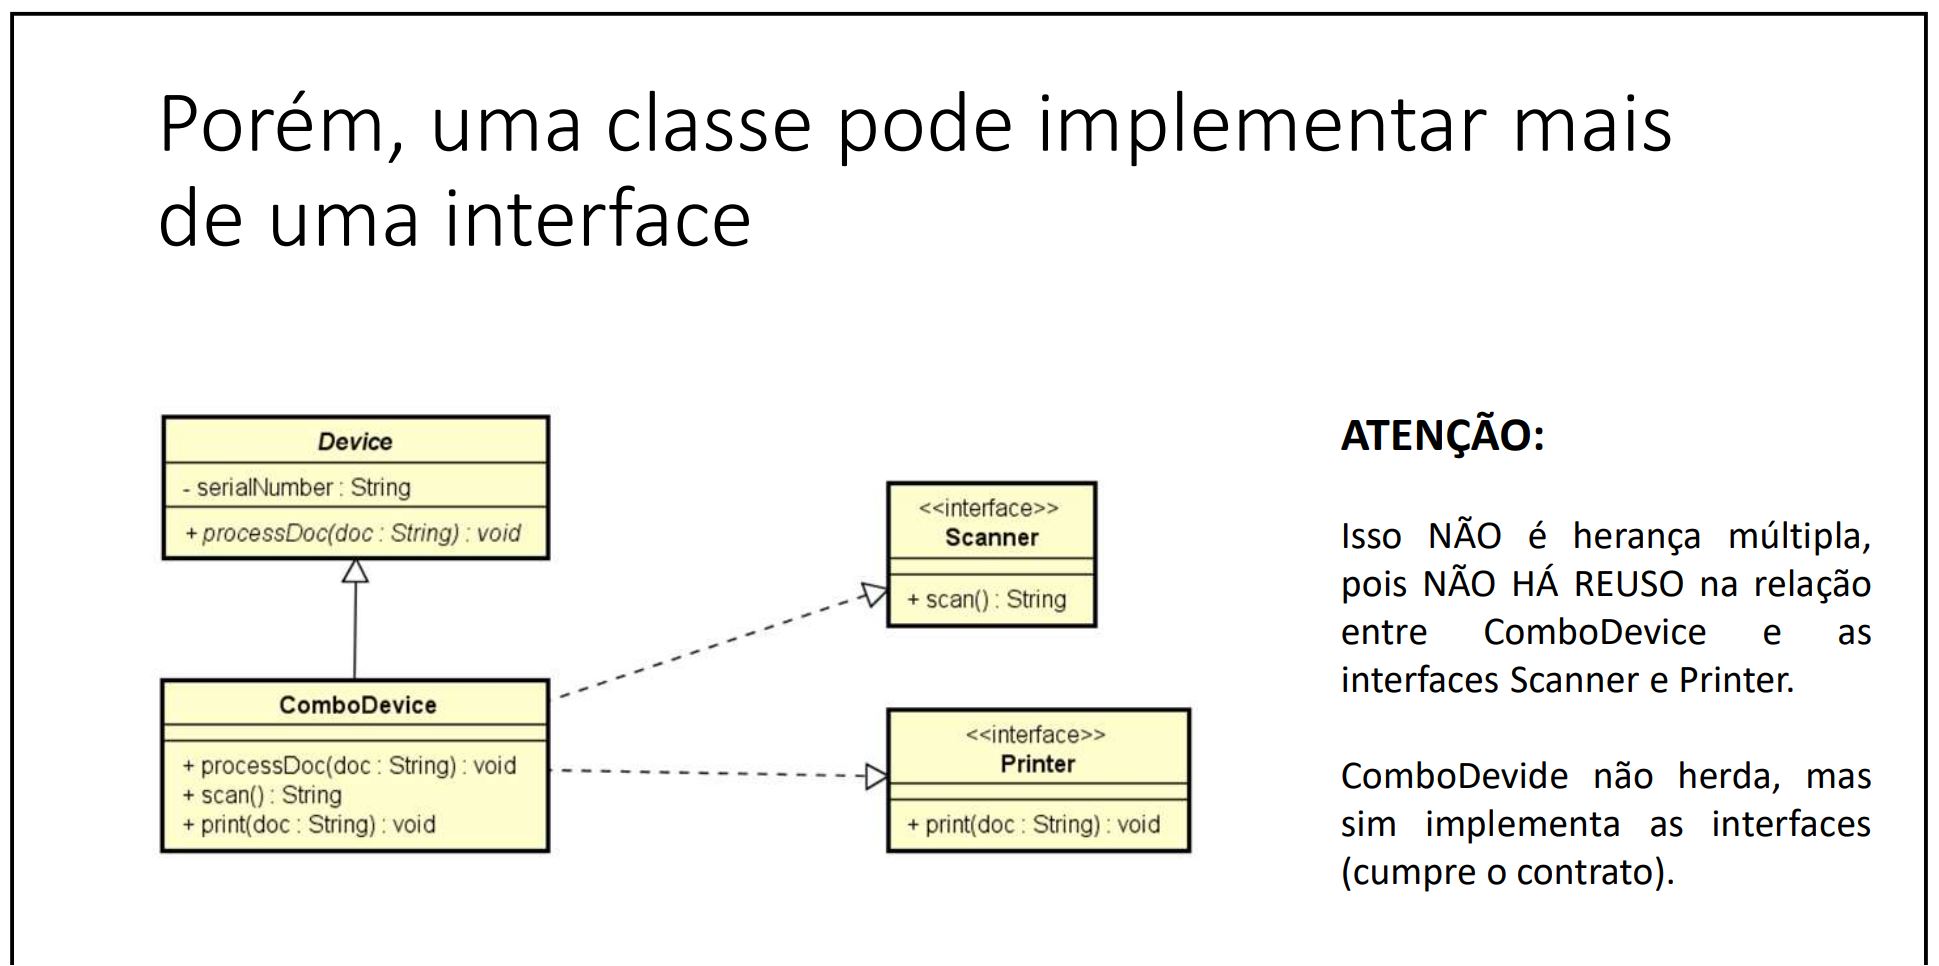 Porém, uma classe pode implementar mais
de uma interface
Device
- serialNumber : String
+ processDoc(doc : String) : void
ComboDevice
+ processDoc(doc : String) : void
+ scan() : String
+ print(doc : String) : void
<<interface>>
Scanner
+ scan() : String
<<interface>>
Printer
+ print(doc : String) : void
ATENÇÃO:
Isso NÃO é herança múltipla,
pois NÃO HÁ REUSO na relação
entre ComboDevice e as
interfaces Scanner e Printer.
ComboDevide não herda, mas
sim implementa as interfaces
(cumpre o contrato).